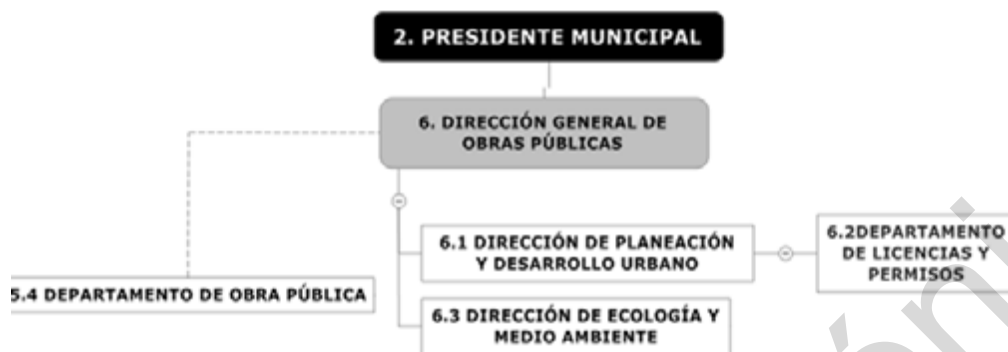 2. PRESIDENTE MUNICIPAL
6. DIRECCIÓN GENERAL DE
OBRAS PÚBLICAS
6.1 DIRECCIÓN DE PLANEACIÓN
Y DESARROLLO URBANO
6.2DEPARTAMENTO
DE LICENCIAS Y
PERMISOS
5.4 DEPARTAMENTO DE OBRA PÚBLICA
6.3 DIRECCIÓN DE ECOLOGÍA Y
MEDIO AMBIENTE